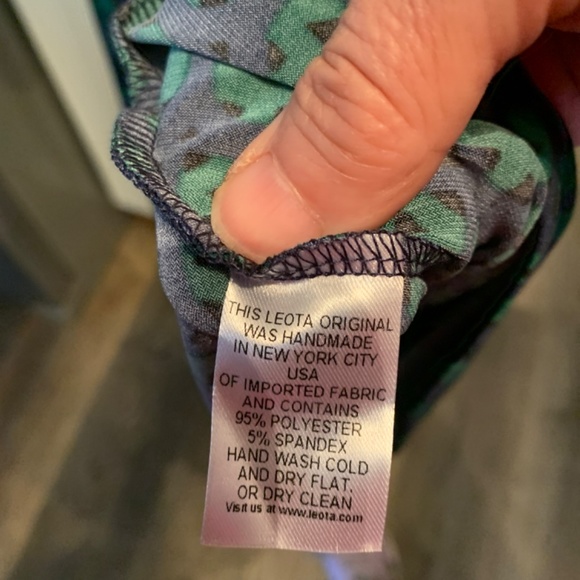 THIS LEOTA ORIGINAL
WAS HANDMADE
IN NEW YORK CITY
USA
OF IMPORTED FABRIC
AND CONTAINS
95% POLYESTER
5% SPANDEX
HAND WASH COLD
AND DRY FLAT,
OR DRY CLEAN
Visit us at www.leota.com